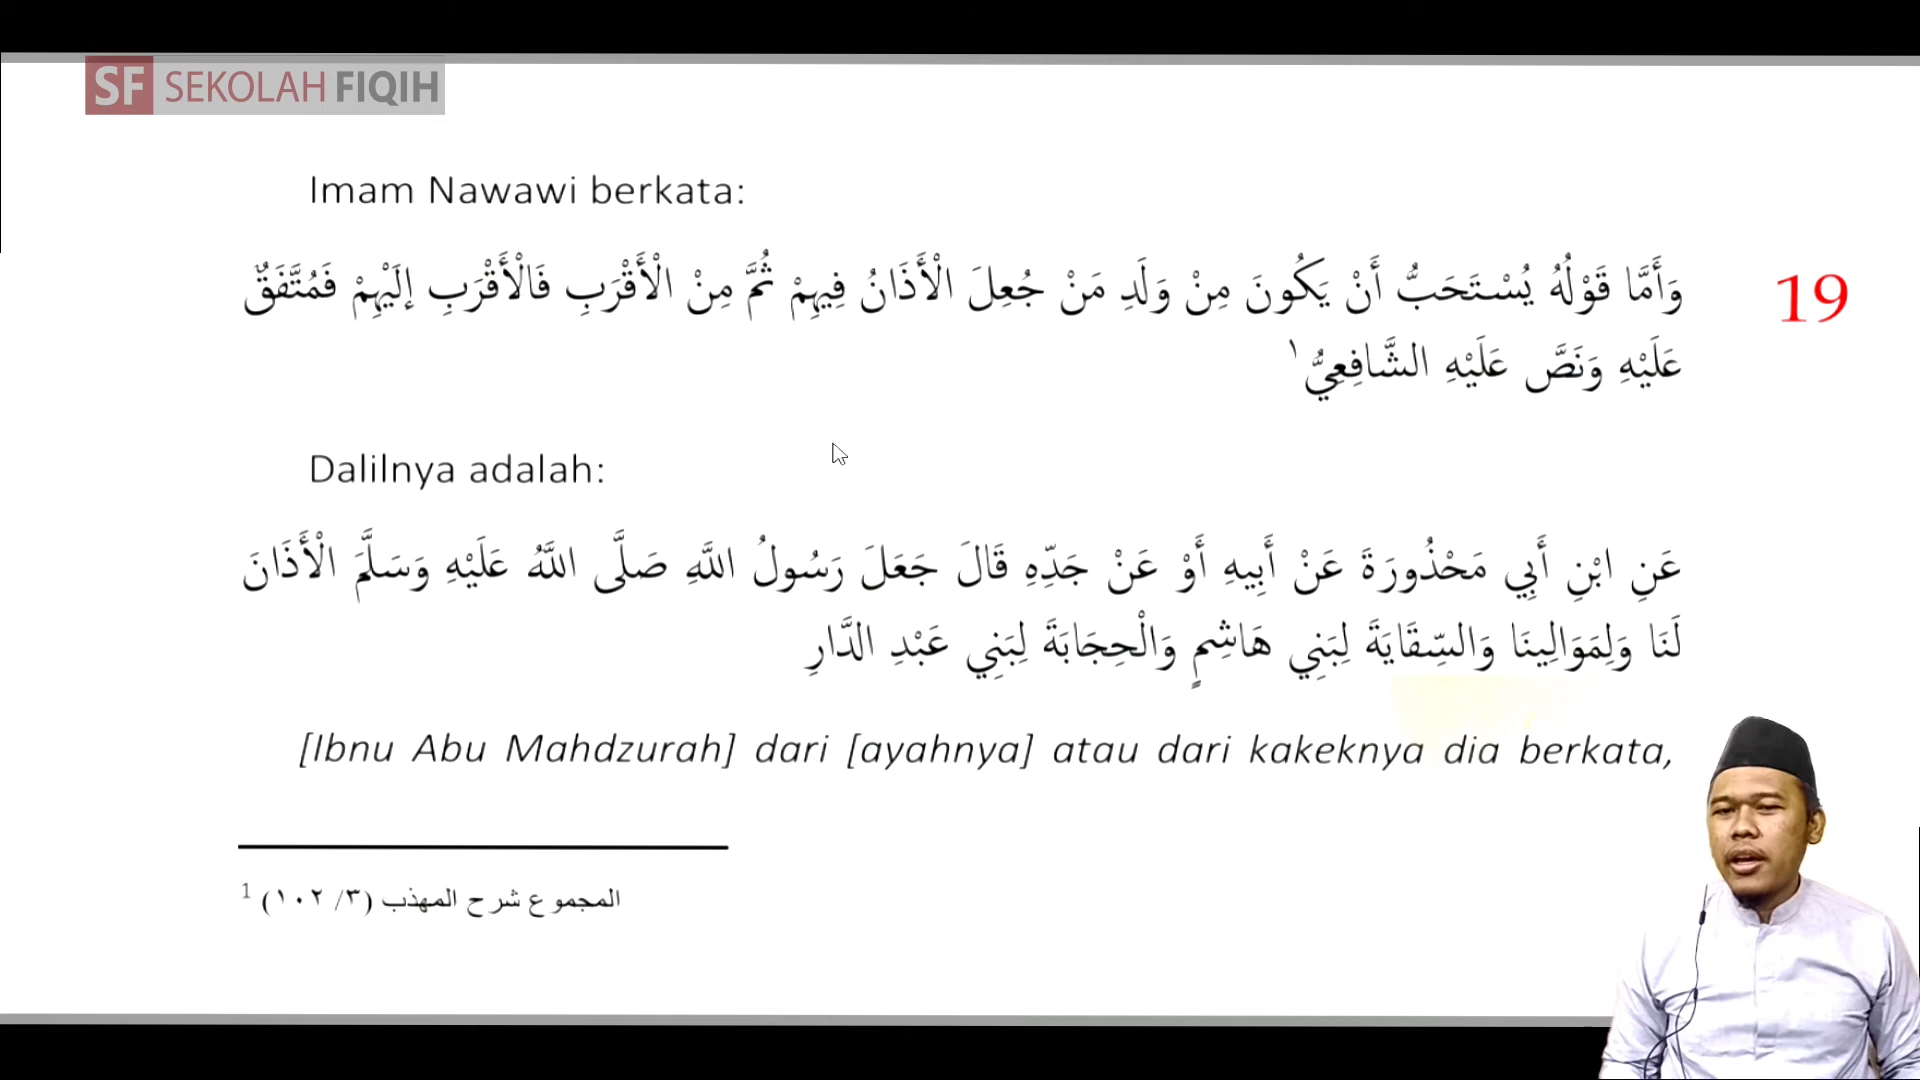 SF SEKOLAH FIQIH
Imam Nawawi berkata:
وَأَمَّا قَوْلُهُ يُسْتَحَبُّ أَنْ يَكُونَ مِنْ وَلَدِ مَنْ جُعِلَ الْأَذَانُ فِيهِمْ ثُمَّ مِنْ الْأَقْرَبِ فَالْأَقْرَبِ إلَيْهِمْ فَمُتَّفَقٌ
19
عَلَيْهِ وَنَصَّ عَلَيْهِ الشَّافِعِيُّ ١
Dalilnya adalah:
عَنِ ابْنِ أَبِي مَحْذُورَةَ عَنْ أَبِيهِ أَوْ عَنْ جَدِّهِ قَالَ جَعَلَ رَسُولُ اللَّهِ صَلَّى اللَّهُ عَلَيْهِ وَسَلَّمَ الْأَذَانَ
لَنَا وَلِمَوَالِينَا وَالسِّقَايَةَ لِبَنِي هَاشِمٍ وَالْحِجَابَةَ لِبَنِي عَبْدِ الدَّارِ
[Ibnu Abu Mahdzurah] dari [ayahnya] atau dari kakeknya dia berkata,
1 المجموع شرح المهذب (٣/ ١٠٢)